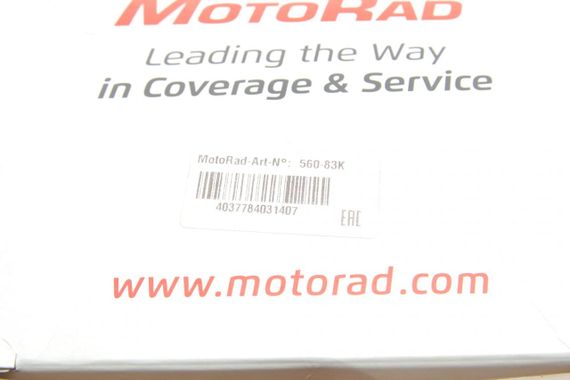 MOTORAD
Leading the Way
in Coverage & Service
MotoRad-Art-N°: 560-83K
4037784031407
EAC
www.motorad.com